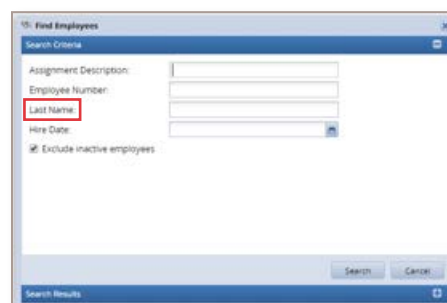 Find Employees
Search Criteria
Assignment Description:
Employee Number:
Last Name:
Hire Date:
Exclude inactive employees
Search Cancel
Search Results